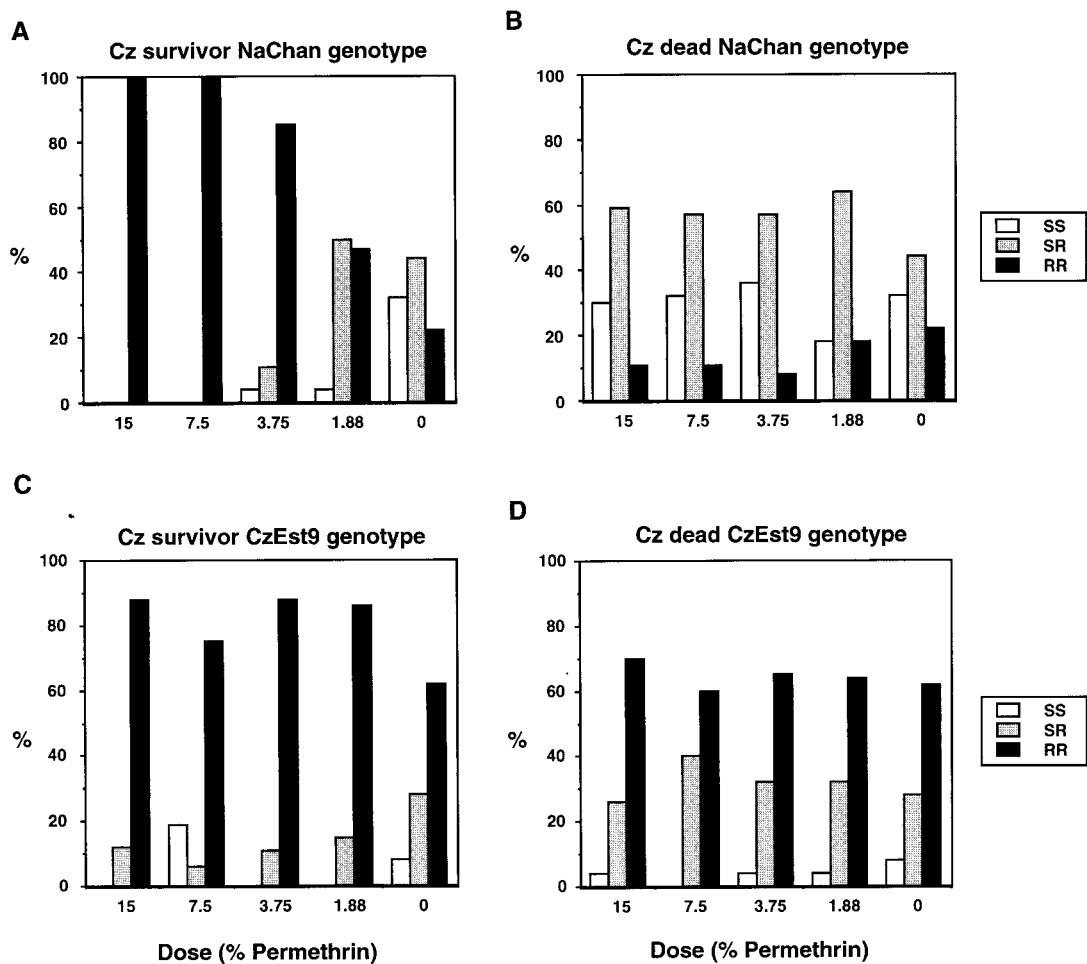 A
Cz survivor NaChan genotype
100
80
60
%
40
20
0
15 7.5 3.75 1.88 0
B
Cz dead NaChan genotype
100
80
60
%
40
20
0
15 7.5 3.75 1.88 0
SS
SR
RR
C
Cz survivor CzEst9 genotype
100
80
60
%
40
20
0
15 7.5 3.75 1.88 0
Dose (% Permethrin)
D
Cz dead CzEst9 genotype
100
80
60
%
40
20
0
15 7.5 3.75 1.88 0
Dose (% Permethrin)
SS
SR
RR